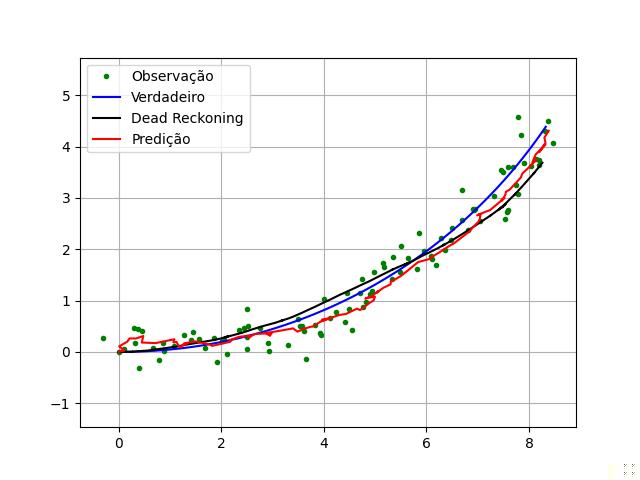 Observação
Verdadeiro
Dead Reckoning
Predição
5
4
3
2
1
0
−1
0 2 4 6 8